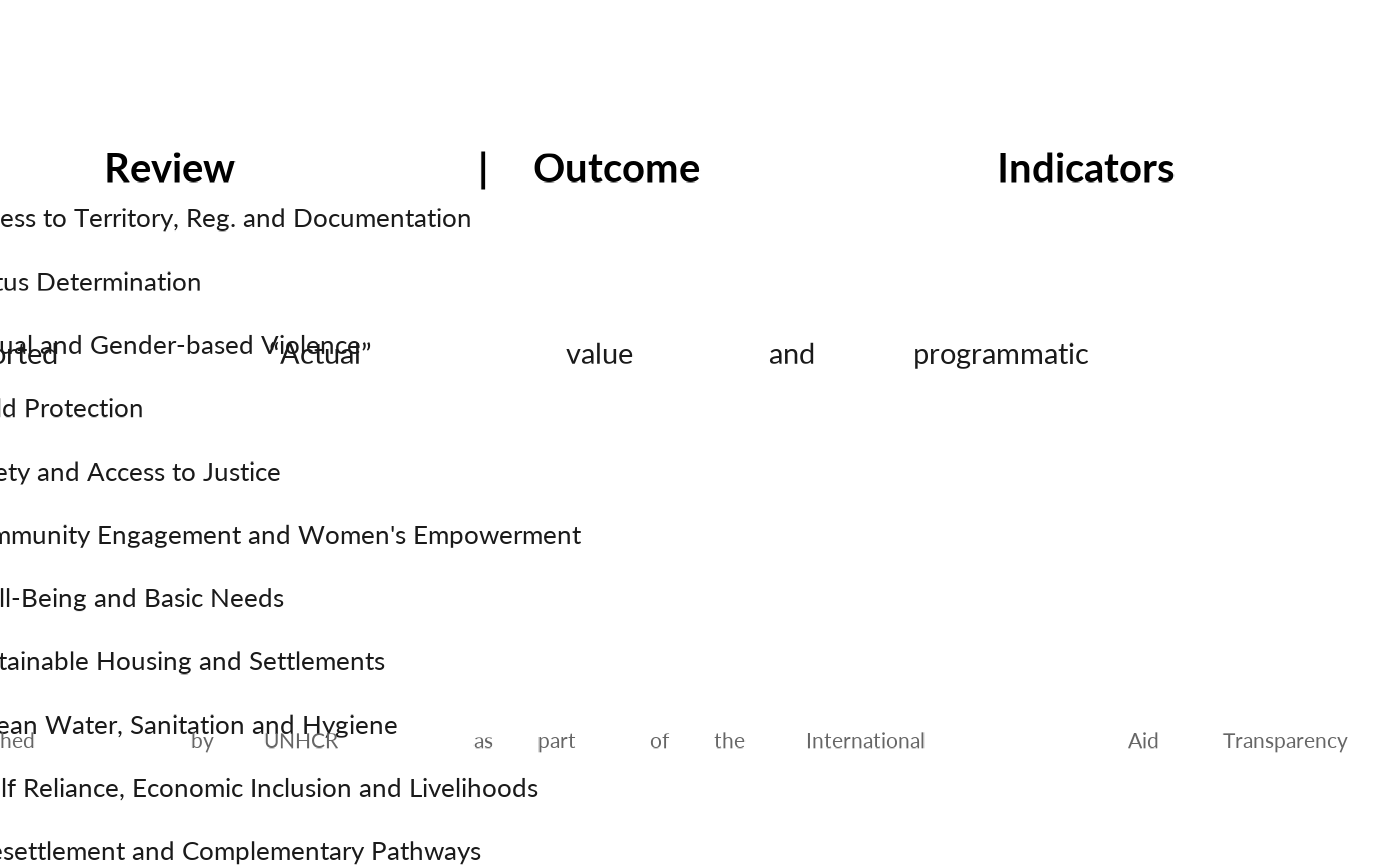 Review | Outcome Indicators
ess to Territory, Reg. and Documentation
tus Determination
ual and Gender-based Violence
orted “Actual” value and programmatic
ld Protection
ety and Access to Justice
mmunity Engagement and Women's Empowerment
ll-Being and Basic Needs
tainable Housing and Settlements
ean Water, Sanitation and Hygiene
hed by UNHCR as part of the International Aid Transparency
lf Reliance, Economic Inclusion and Livelihoods
esettlement and Complementary Pathways